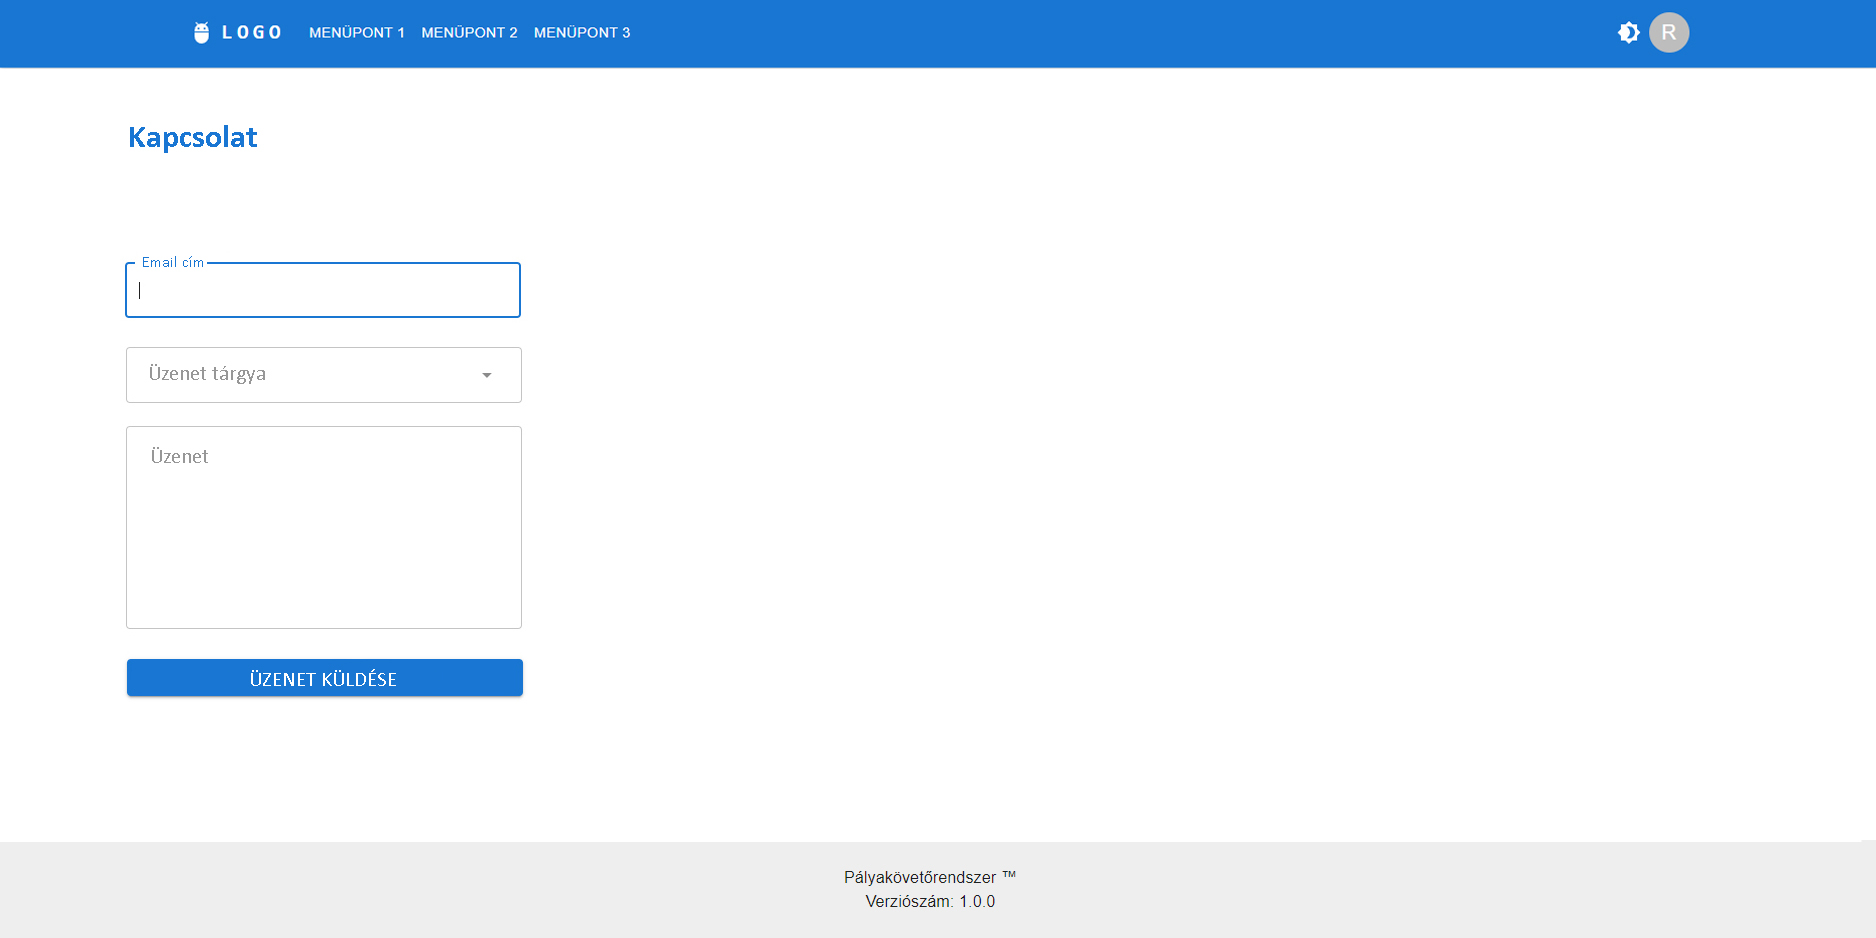 LOGO MENÜPONT 1 MENÜPONT 2 MENÜPONT 3 R
Kapcsolat
Email cím
Üzenet tárgya
Üzenet
ÜZENET KÜLDÉSE
Pályakövetőrendszer ™
Verziószám: 1.0.0